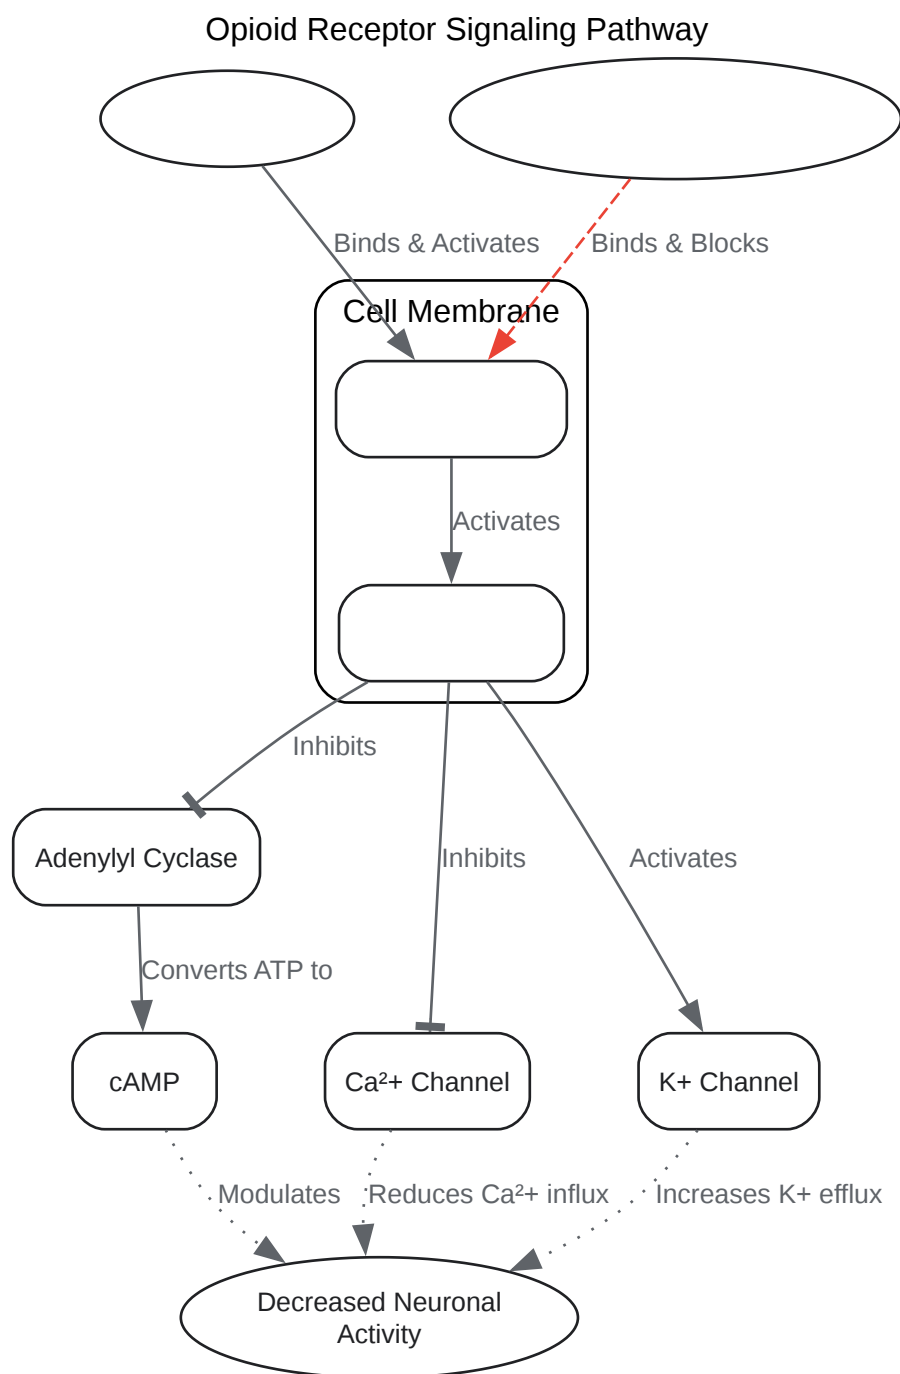 Opioid Receptor Signaling Pathway
Binds & Activates
Binds & Blocks
Cell Membrane
Activates
Inhibits
Adenylyl Cyclase
Inhibits
Activates
Converts ATP to
cAMP
Ca²+ Channel
K+ Channel
Modulates
Reduces Ca²+ influx
Increases K+ efflux
Decreased Neuronal
Activity